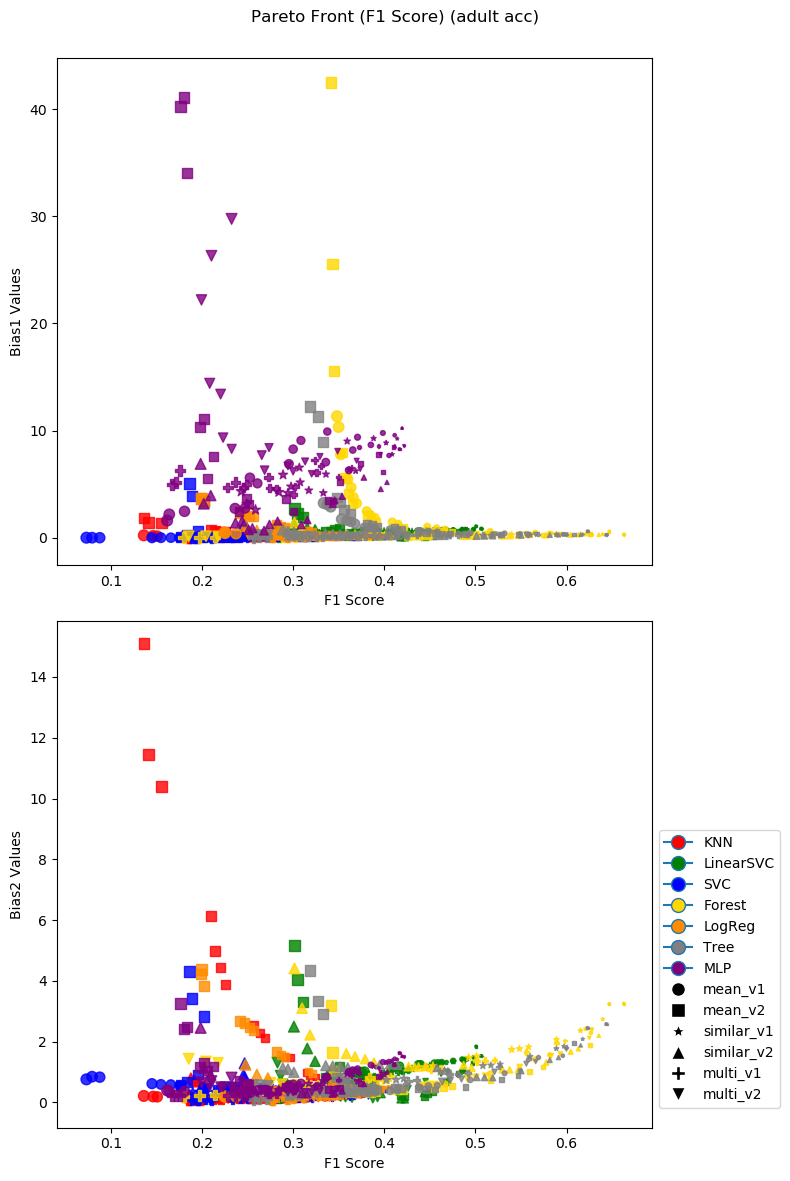 Pareto Front (F1 Score) (adult acc)
Bias1 Values
40
30
20
10
0
0.1 0.2 0.3 0.4 0.5 0.6
F1 Score
Bias2 Values
14
12
10
8
6
4
2
0
0.1 0.2 0.3 0.4 0.5 0.6
F1 Score
KNN
LinearSVC
SVC
Forest
LogReg
Tree
MLP
mean_v1
mean_v2
similar_v1
similar_v2
multi_v1
multi_v2